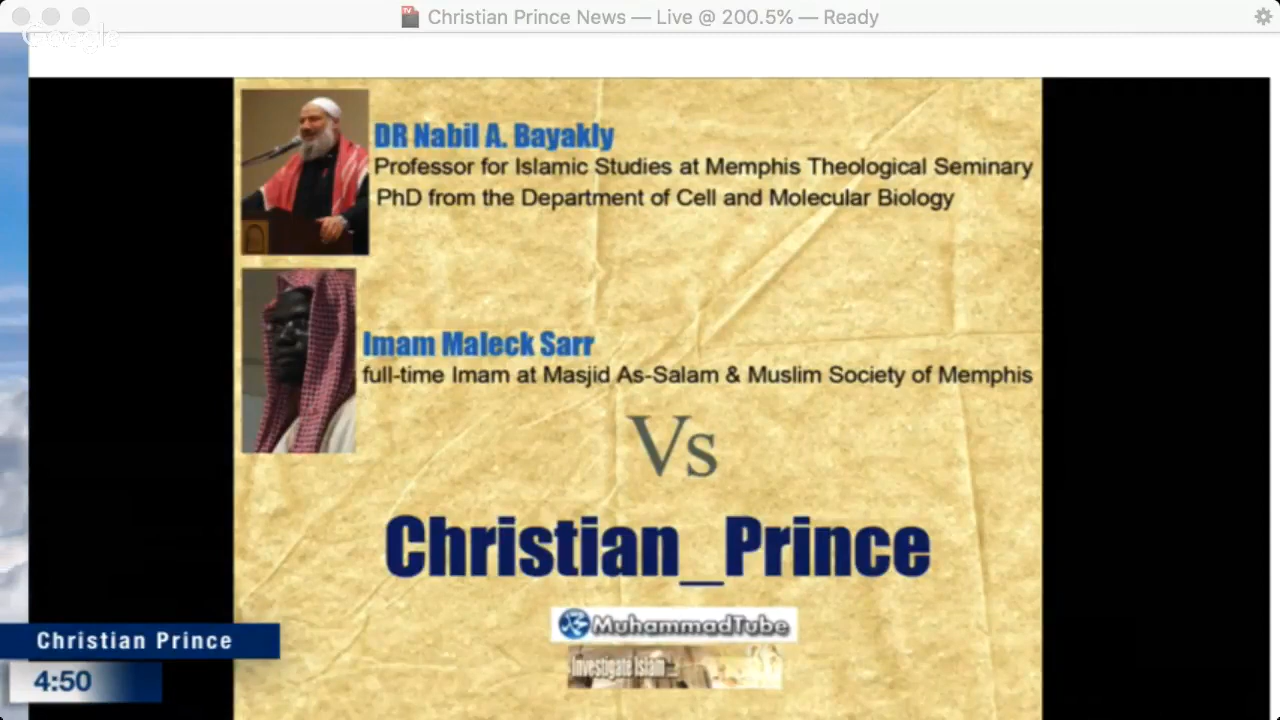 Christian Prince News — Live @ 200.5% — Ready
Google
DR Nabil A. Bayakly
Professor for Islamic Studies at Memphis Theological Seminary
PhD from the Department of Cell and Molecular Biology
Imam Maleck Sarr
full-time Imam at Masjid As-Salam & Muslim Society of Memphis
Vs
Christian_Prince
MuhammadTube
Investigate Islam
Christian Prince
4:50